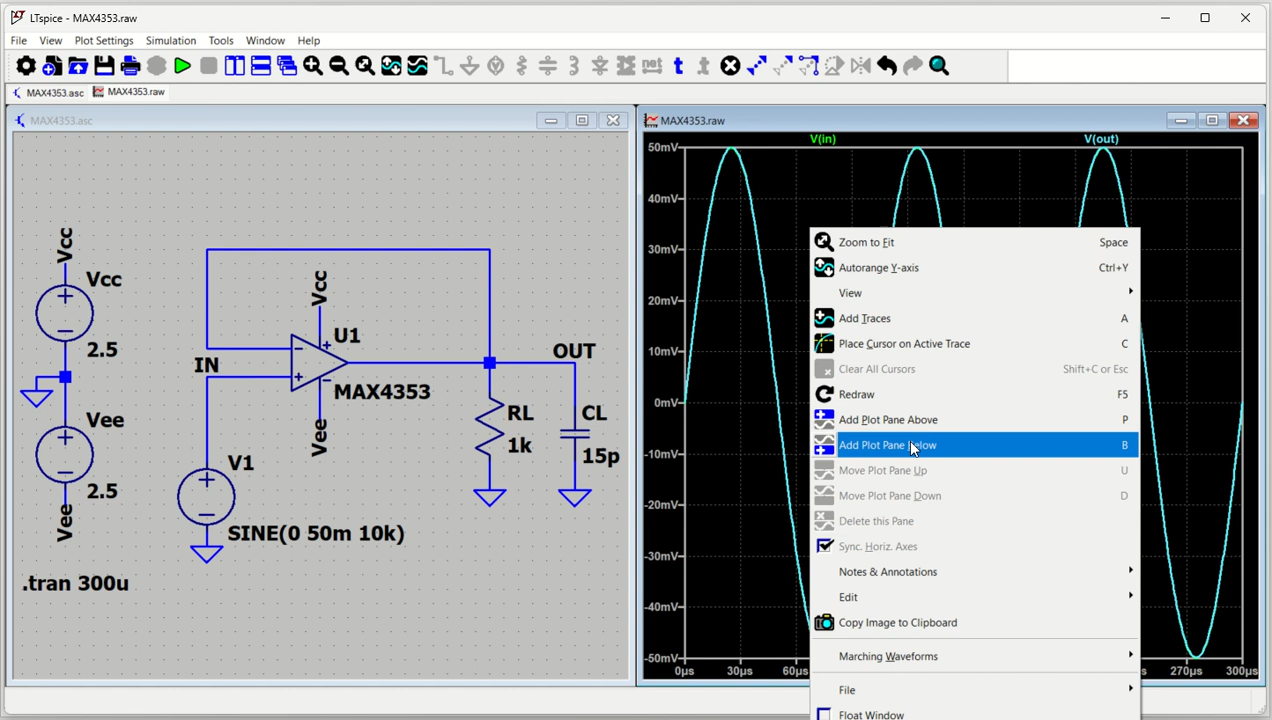 LTspice - MAX4353.raw
File View Plot Settings Simulation Tools Window Help
net t t
MAX4353.asc MAX4353.raw
MAX4353.asc
Vcc
Vcc
2.5
Vee
2.5
Vee
.tran 300u
IN
Vcc
U1
MAX4353
Vee
V1
SINE(0 50m 10k)
OUT
RL
1k
CL
15p
MAX4353.raw
V(in) V(out)
50mV
40mV
30mV
20mV
10mV
0mV
-10mV
-20mV
-30mV
-40mV
-50mV
0µs 30µs 60µs 270µs 300µs
Zoom to Fit Space
Autorange Y-axis Ctrl+Y
View
Add Traces A
Place Cursor on Active Trace C
Clear All Cursors Shift+C or Esc
Redraw F5
Add Plot Pane Above P
Add Plot Pane Below B
Move Plot Pane Up U
Move Plot Pane Down D
Delete this Pane
Sync. Horiz. Axes
Notes & Annotations
Edit
Copy Image to Clipboard
Marching Waveforms
File
Float Window